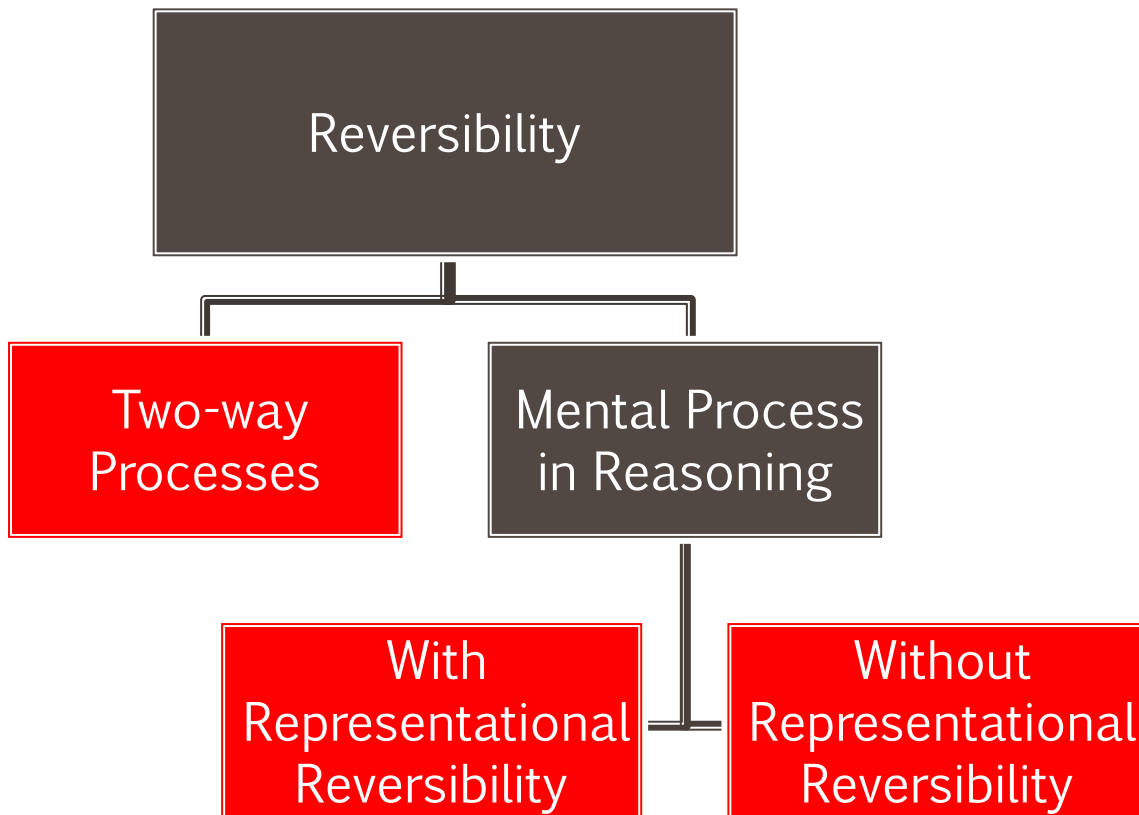 Reversibility
Two-way
Processes
Mental Process
in Reasoning
With
Representational
Reversibility
Without
Representational
Reversibility